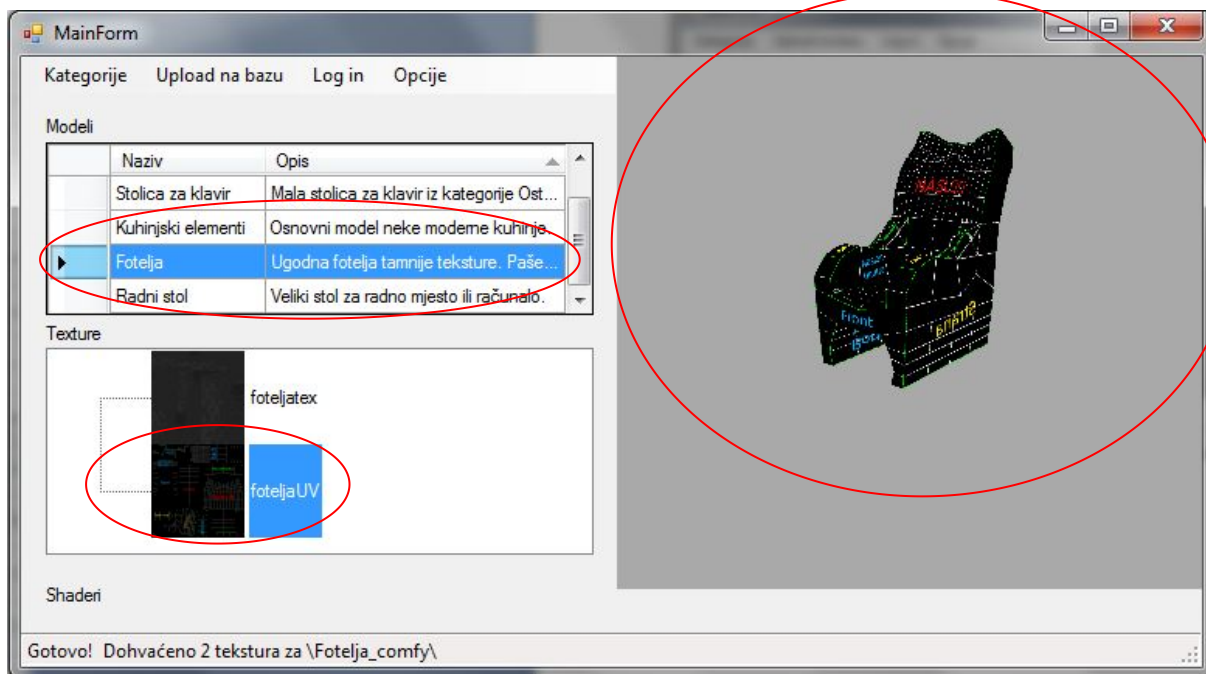 MainForm
Kategorije Upload na bazu Log in Opcije
Modeli
Naziv Opis
Stolica za klavir Mala stolica za klavir iz kategorije Ost...
Kuhinjski elementi Osnovni model neke moderne kuhinje.
Fotelja Ugodna fotelja tamnije teksture. Paše...
Radni stol Veliki stol za radno mjesto ili računalo.
Texture
foteljatex
foteljaUV
Front
Shaderi
Gotovo! Dohvaćeno 2 tekstura za \Fotelja_comfy\